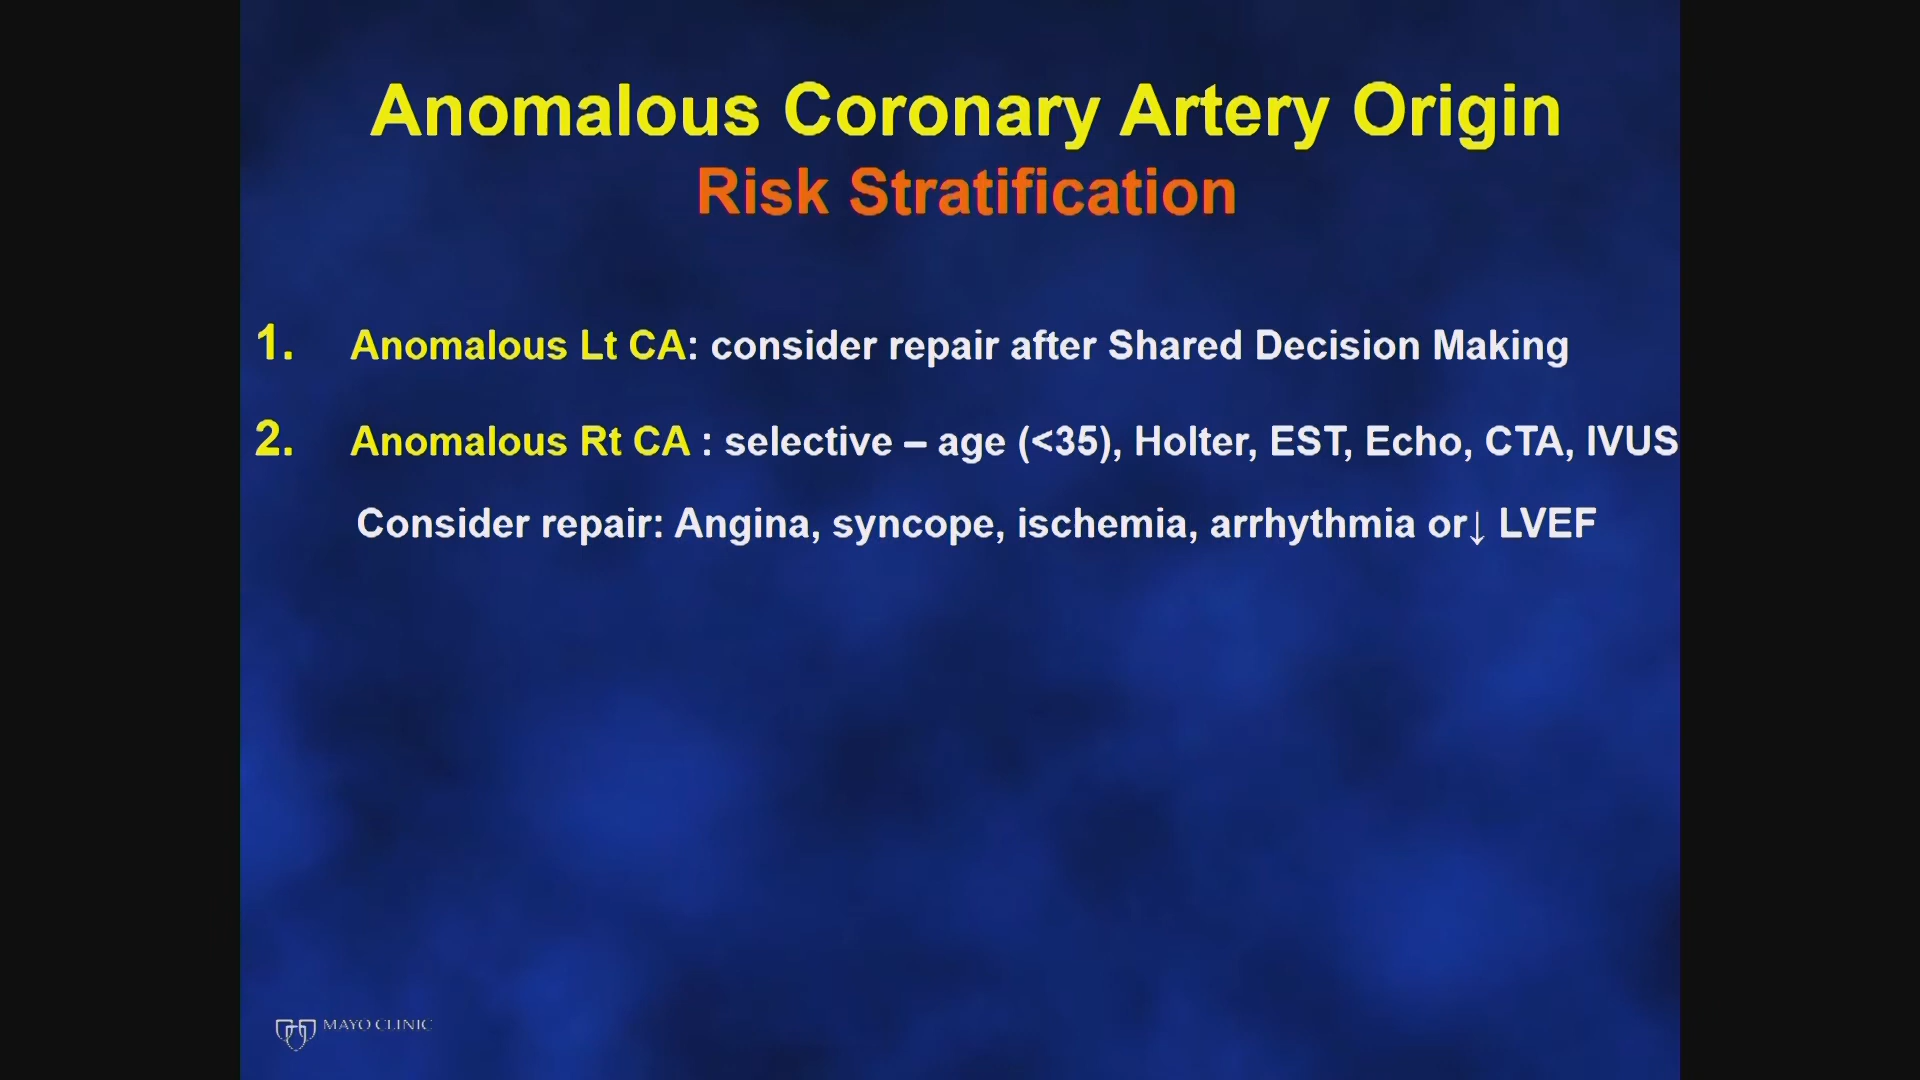 Anomalous Coronary Artery Origin
Risk Stratification
1. Anomalous Lt CA: consider repair after Shared Decision Making
2. Anomalous Rt CA : selective – age (<35), Holter, EST, Echo, CTA, IVUS
Consider repair: Angina, syncope, ischemia, arrhythmia or↓ LVEF
MAYO CLINIC